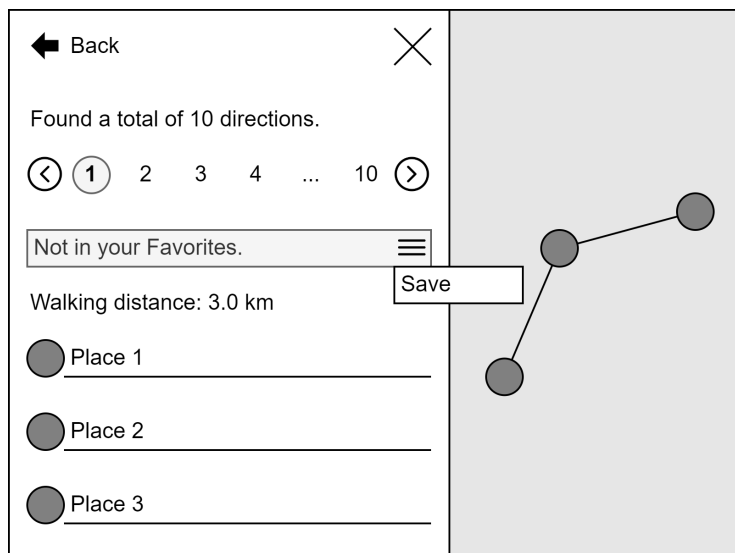 Back
Found a total of 10 directions.
1 2 3 4 ... 10
Not in your Favorites.
Save
Walking distance: 3.0 km
Place 1
Place 2
Place 3